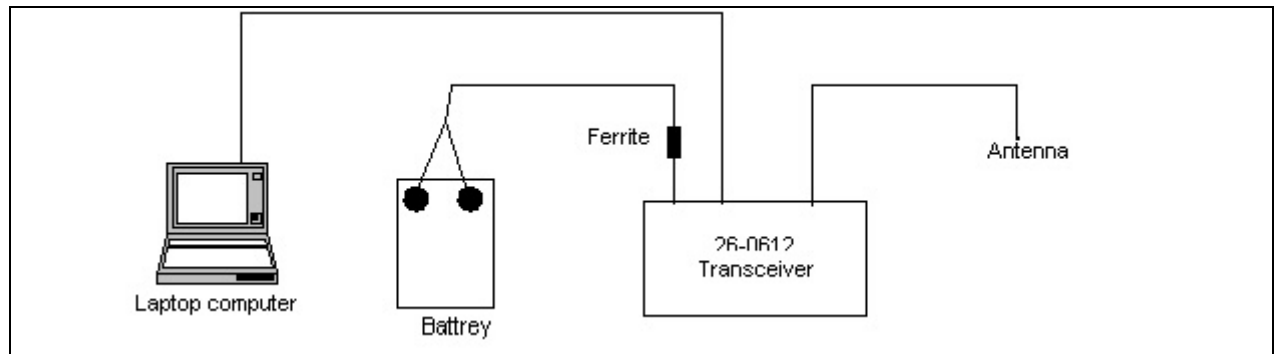 Ferrite
Antenna
26-0612
Transceiver
Laptop computer
Battrey